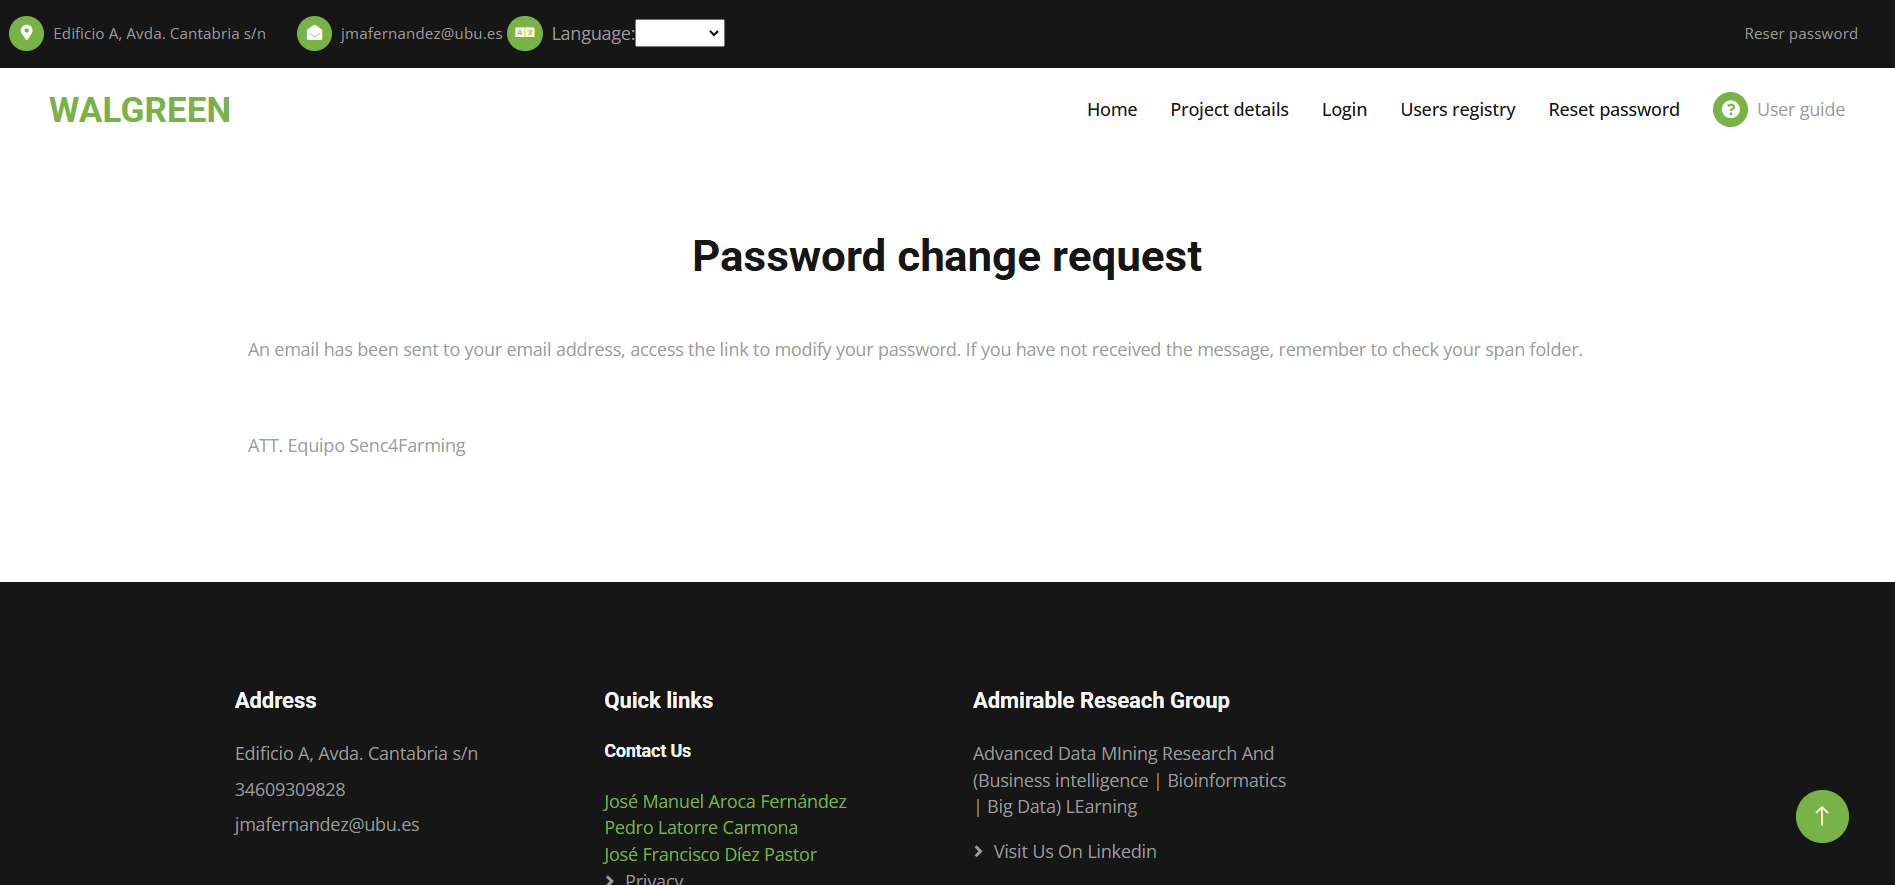 Edificio A, Avda. Cantabria s/n
jmafernandez@ubu.es
Language:
Reser password
WALGREEN
Home
Project details
Login
Users registry
Reset password
User guide
Password change request
An email has been sent to your email address, access the link to modify your password. If you have not received the message, remember to check your span folder.
ATT. Equipo Senc4Farming
Address
Edificio A, Avda. Cantabria s/n
34609309828
jmafernandez@ubu.es
Quick links
Contact Us
José Manuel Aroca Fernández
Pedro Latorre Carmona
José Francisco Díez Pastor
Privacy
Admirable Reseach Group
Advanced Data MIning Research And
(Business intelligence | Bioinformatics
| Big Data) LEarning
Visit Us On Linkedin